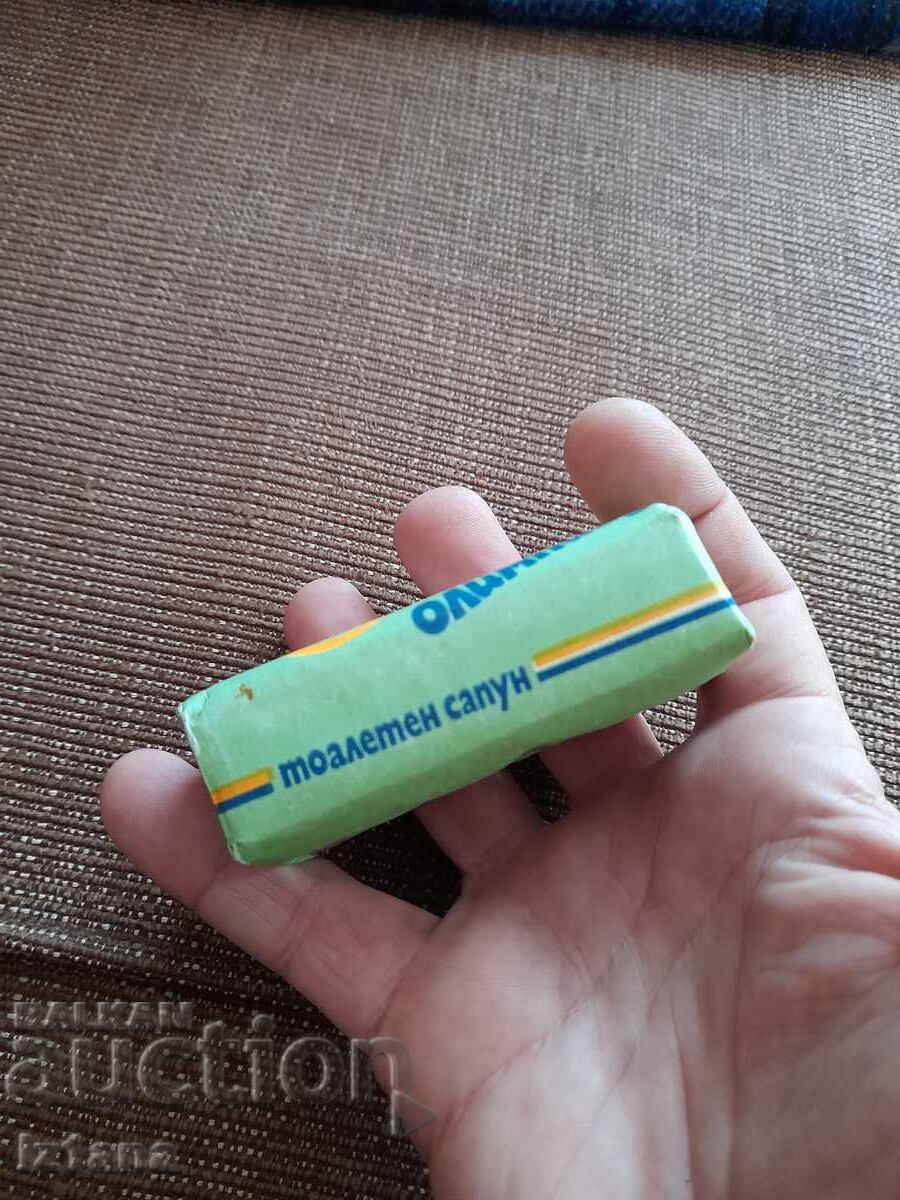 тоалетен сапун
BALKAN
auction
Iztana